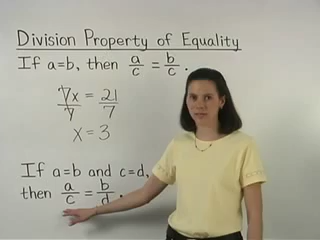 Division Property of Equality
If a=b, then a/c = b/c.
7x/7 = 21/7
x = 3
If a=b and c=d,
then a/c = b/d.